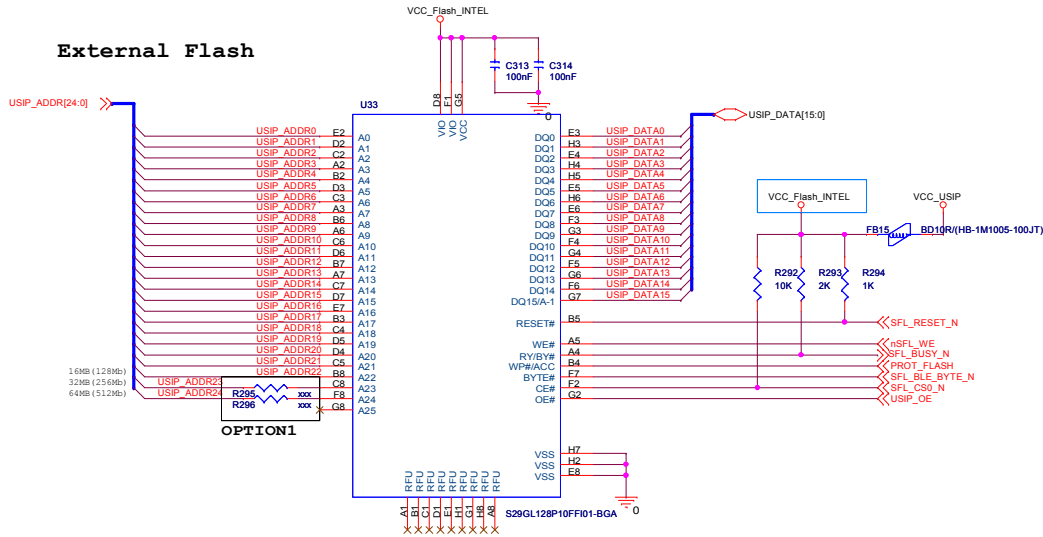 External Flash
VCC_Flash_INTEL
C313
100nF
C314
100nF
0
USIP_ADDR[24:0]
U33
D8
F1
G5
VIO
VIO
VCC
USIP_DATA[15:0]
USIP_ADDR0 E2 A0
USIP_ADDR1 D2 A1
USIP_ADDR2 C2 A2
USIP_ADDR3 A2 A3
USIP_ADDR4 B2 A4
USIP_ADDR5 D3 A5
USIP_ADDR6 C3 A6
USIP_ADDR7 A3 A7
USIP_ADDR8 B6 A8
USIP_ADDR9 A6 A9
USIP_ADDR10 C6 A10
USIP_ADDR11 D6 A11
USIP_ADDR12 B7 A12
USIP_ADDR13 A7 A13
USIP_ADDR14 C7 A14
USIP_ADDR15 D7 A15
USIP_ADDR16 E7 A16
USIP_ADDR17 B3 A17
USIP_ADDR18 C4 A18
USIP_ADDR19 D5 A19
USIP_ADDR20 D4 A20
USIP_ADDR21 C5 A21
16MB(128Mb) USIP_ADDR22 B8 A22
32MB(256Mb) USIP_ADDR23 C8 A23
64MB(512Mb) USIP_ADDR24 F8 A24
G8 A25
R295 xxx
R296 xxx
OPTION1
DQ0 E3 USIP_DATA0
DQ1 H3 USIP_DATA1
DQ2 E4 USIP_DATA2
DQ3 H4 USIP_DATA3
DQ4 H5 USIP_DATA4
DQ5 E5 USIP_DATA5
DQ6 H6 USIP_DATA6
DQ7 E6 USIP_DATA7
DQ8 F3 USIP_DATA8
DQ9 G3 USIP_DATA9
DQ10 F4 USIP_DATA10
DQ11 G4 USIP_DATA11
DQ12 F5 USIP_DATA12
DQ13 G6 USIP_DATA13
DQ14 F6 USIP_DATA14
DQ15/A-1 G7 USIP_DATA15
RESET# B5 SFL_RESET_N
WE# A5 nSFL_WE
RY/BY# A4 SFL_BUSY_N
WP#/ACC B4 PROT_FLASH
BYTE# F7 SFL_BLE_BYTE_N
CE# F2 SFL_CS0_N
OE# G2 USIP_OE
VCC_Flash_INTEL
VCC_USIP
FB15
BD10R/(HB-1M1005-100JT)
R292
10K
R293
2K
R294
1K
VSS H7
VSS H2
VSS E8
0
RFU RFU RFU RFU RFU RFU RFU RFU RFU
A1 B1 C1 D1 E1 H1 G1 H8 A8
S29GL128P10FFI01-BGA